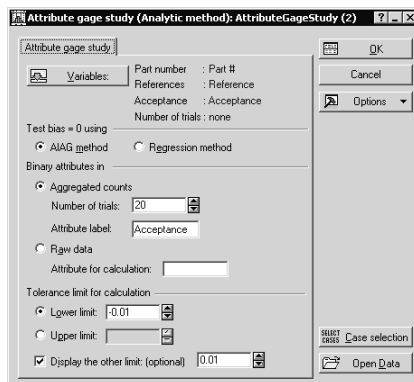 Attribute gage study (Analytic method): AttributeGageStudy (2)
Attribute gage study
Variables:
Part number : Part #
References : Reference
Acceptance : Acceptance
Number of trials : none
Test bias = 0 using
AIAG method
Regression method
Binary attributes in
Aggregated counts
Number of trials: 20
Attribute label: Acceptance
Raw data
Attribute for calculation:
Tolerance limit for calculation
Lower limit: -0.01
Upper limit:
Display the other limit: (optional) 0.01
OK
Cancel
Options
SELECT CASES Case selection
Open Data